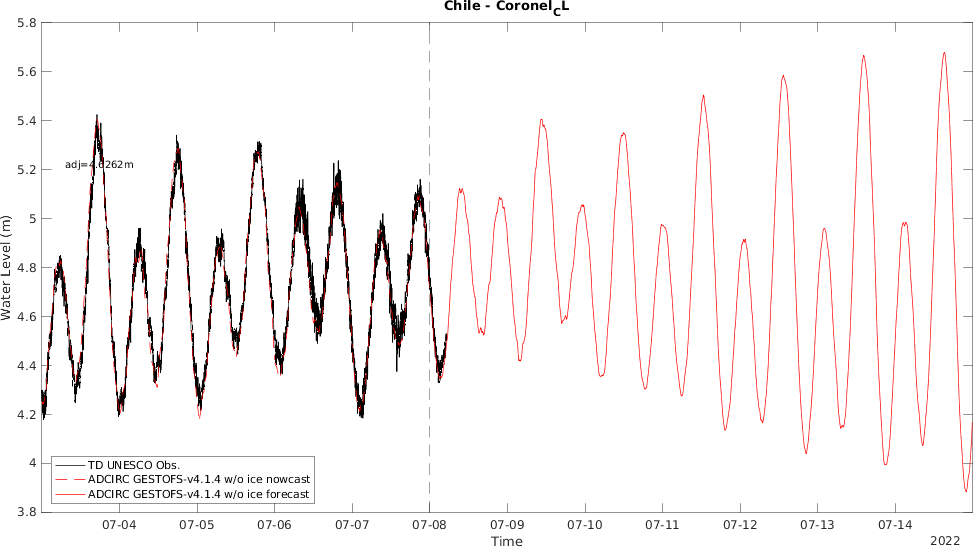 Chile - Coronel_CL
5.8
5.6
5.4
5.2
5
4.8
4.6
4.4
4.2
4
3.8
Water Level (m)
adj=4.6262m
TD UNESCO Obs.
ADCIRC GESTOFS-v4.1.4 w/o ice nowcast
ADCIRC GESTOFS-v4.1.4 w/o ice forecast
07-04 07-05 07-06 07-07 07-08 07-09 07-10 07-11 07-12 07-13 07-14
Time
2022